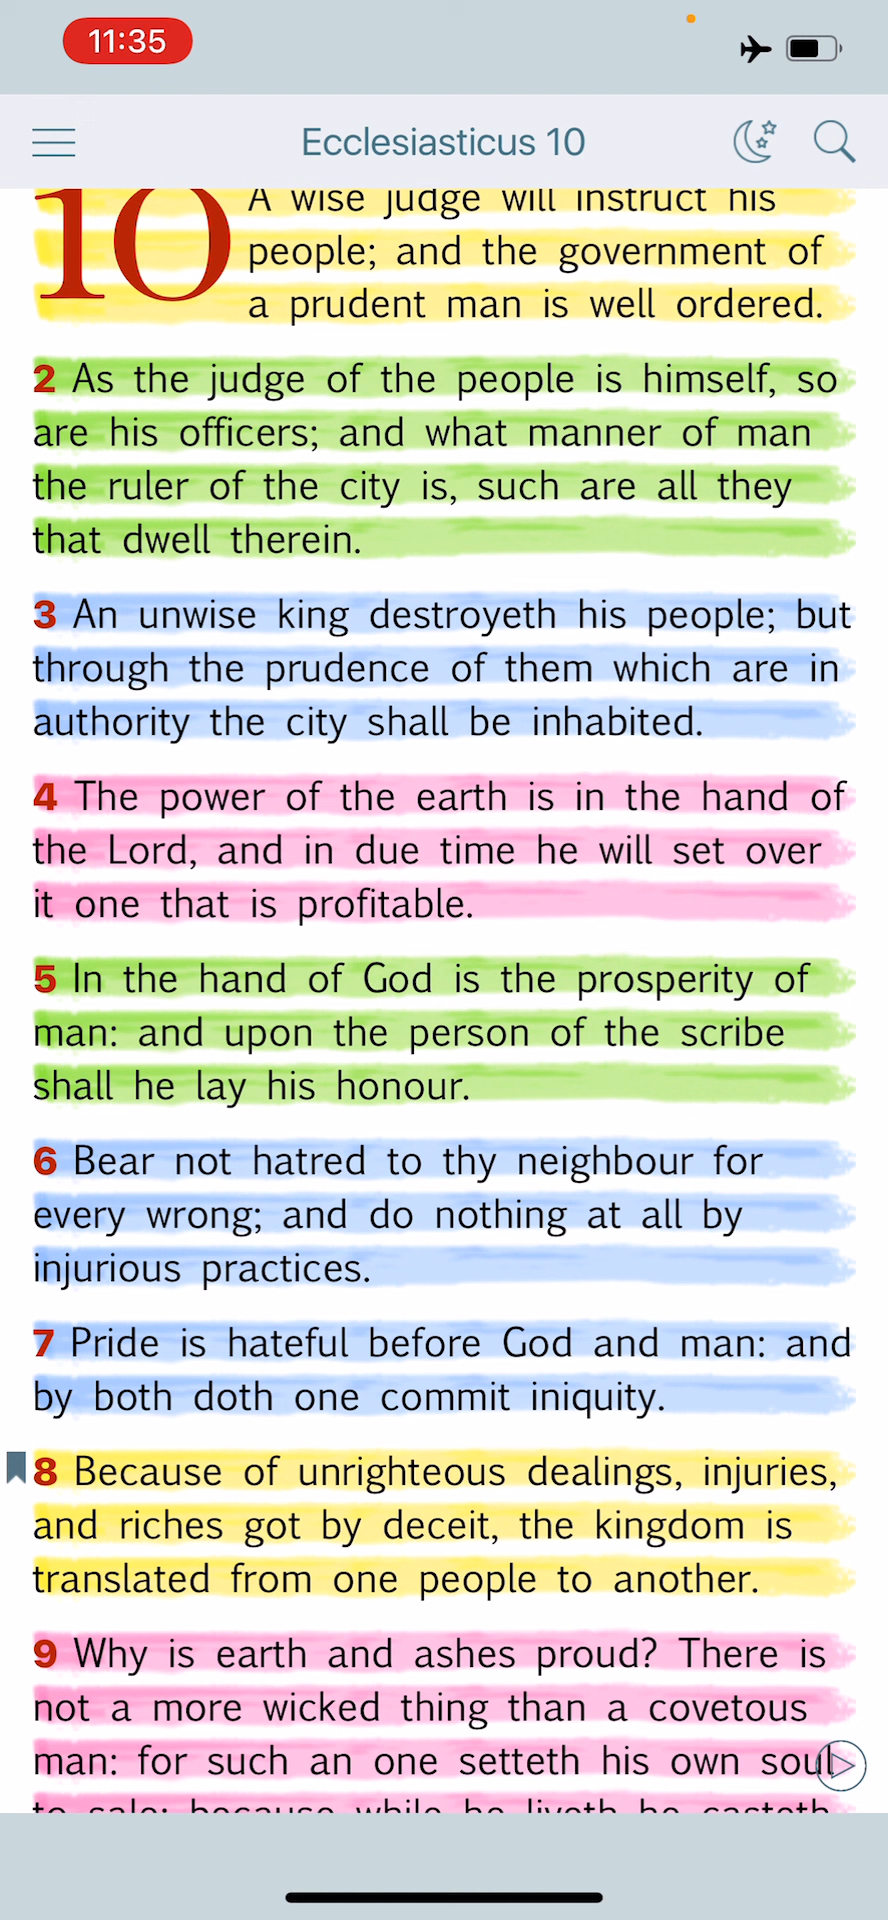 11:35
Ecclesiasticus 10
10 A wise judge will instruct his
people; and the government of
a prudent man is well ordered.
2 As the judge of the people is himself, so
are his officers; and what manner of man
the ruler of the city is, such are all they
that dwell therein.
3 An unwise king destroyeth his people; but
through the prudence of them which are in
authority the city shall be inhabited.
4 The power of the earth is in the hand of
the Lord, and in due time he will set over
it one that is profitable.
5 In the hand of God is the prosperity of
man: and upon the person of the scribe
shall he lay his honour.
6 Bear not hatred to thy neighbour for
every wrong; and do nothing at all by
injurious practices.
7 Pride is hateful before God and man: and
by both doth one commit iniquity.
8 Because of unrighteous dealings, injuries,
and riches got by deceit, the kingdom is
translated from one people to another.
9 Why is earth and ashes proud? There is
not a more wicked thing than a covetous
man: for such an one setteth his own soul
to sale; because while he liveth he casteth